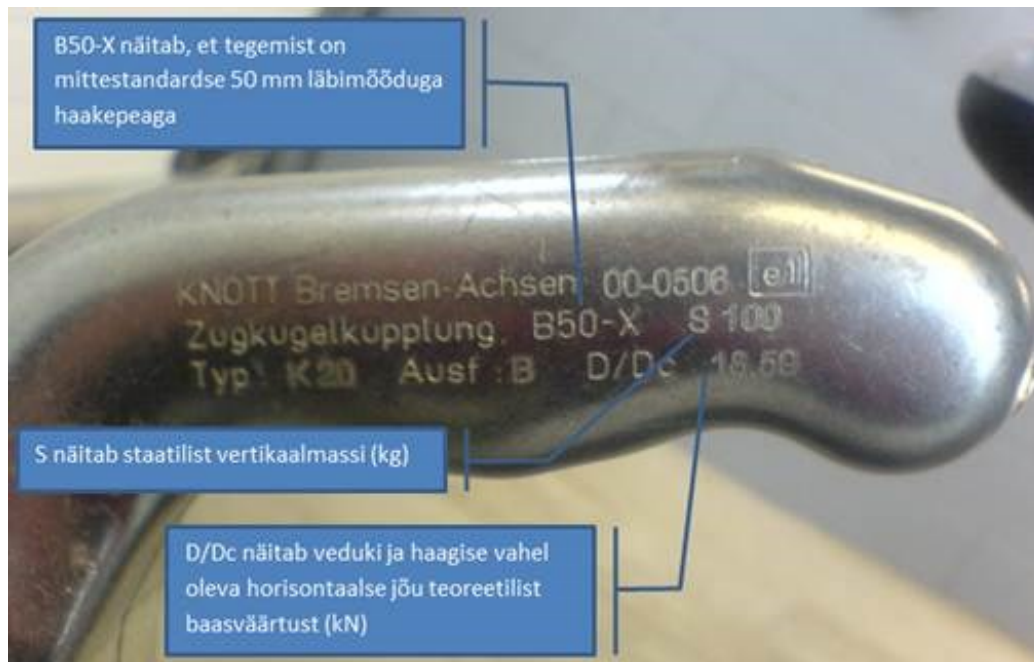 B50-X näitab, et tegemist on
mittestandardse 50 mm läbimõõduga
haakepeaga
KNOTT Bremsen-Achsen 00-0506 e1
Zugkugelkupplung B50-X S 100
Typ: K20 Ausf.: B D/Dc 18.59
S näitab staatilist vertikaalmassi (kg)
D/Dc näitab veduki ja haagise vahel
oleva horisontaalse jõu teoreetilist
baasväärtust (kN)